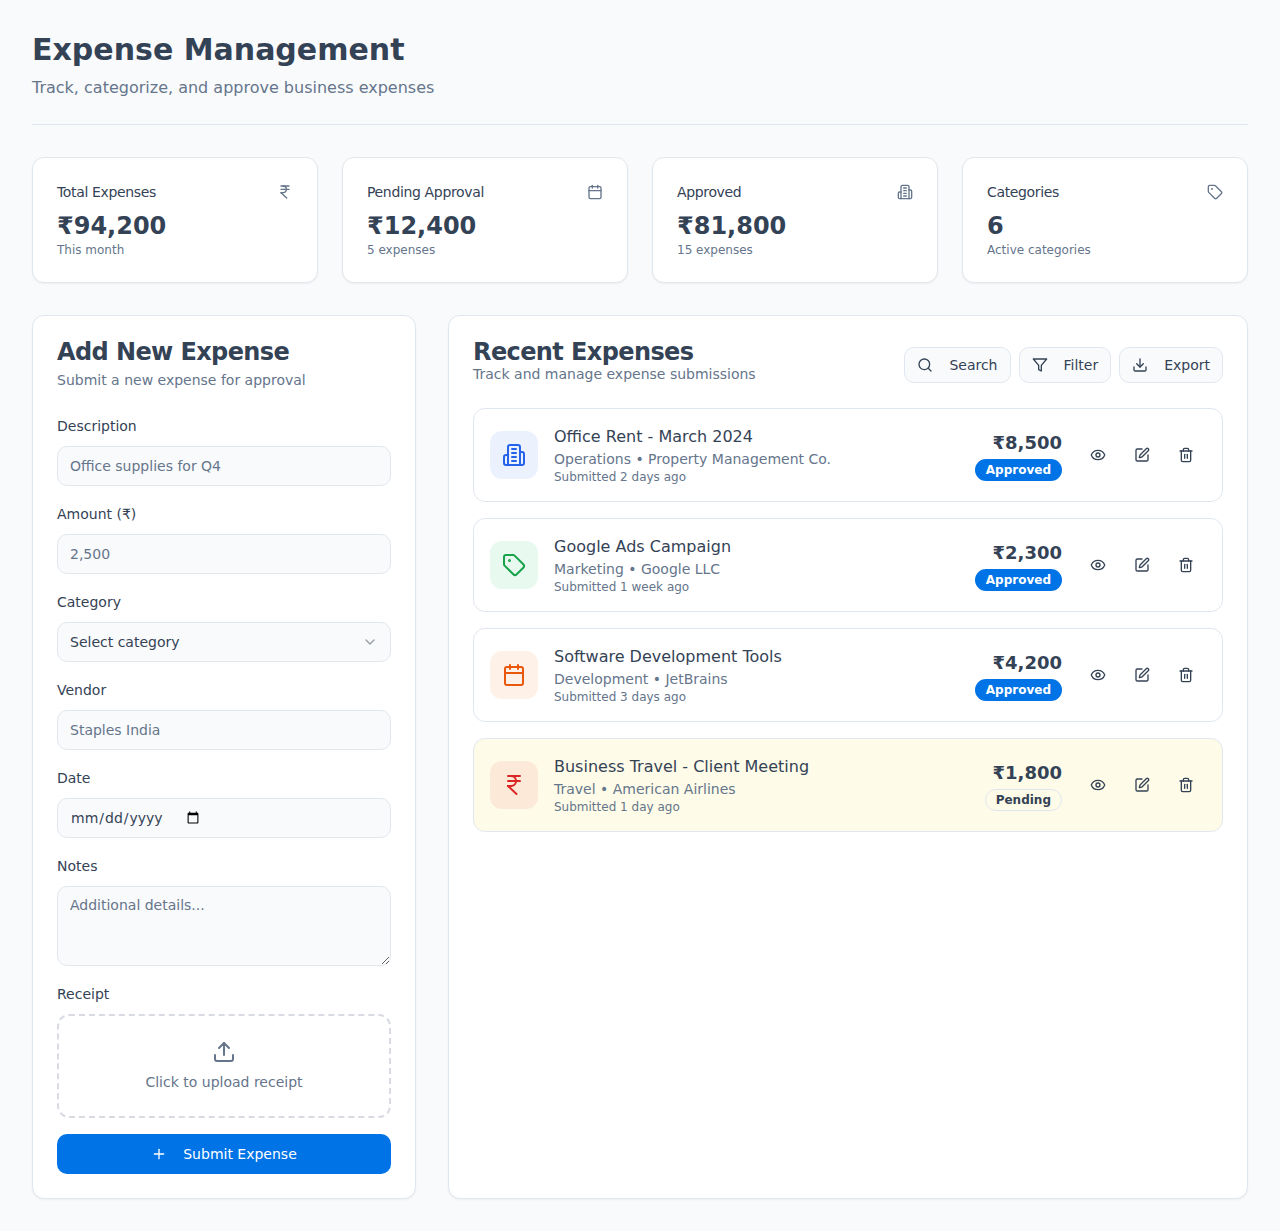 Expense Management
Track, categorize, and approve business expenses
Total Expenses
₹94,200
This month
Pending Approval
₹12,400
5 expenses
Approved
₹81,800
15 expenses
Categories
6
Active categories
Add New Expense
Submit a new expense for approval
Description
Office supplies for Q4
Amount (₹)
2,500
Category
Select category
Vendor
Staples India
Date
mm/dd/yyyy
Notes
Additional details...
Receipt
Click to upload receipt
Submit Expense
Recent Expenses
Track and manage expense submissions
Search
Filter
Export
Office Rent - March 2024
Operations • Property Management Co.
Submitted 2 days ago
₹8,500
Approved
Google Ads Campaign
Marketing • Google LLC
Submitted 1 week ago
₹2,300
Approved
Software Development Tools
Development • JetBrains
Submitted 3 days ago
₹4,200
Approved
Business Travel - Client Meeting
Travel • American Airlines
Submitted 1 day ago
₹1,800
Pending